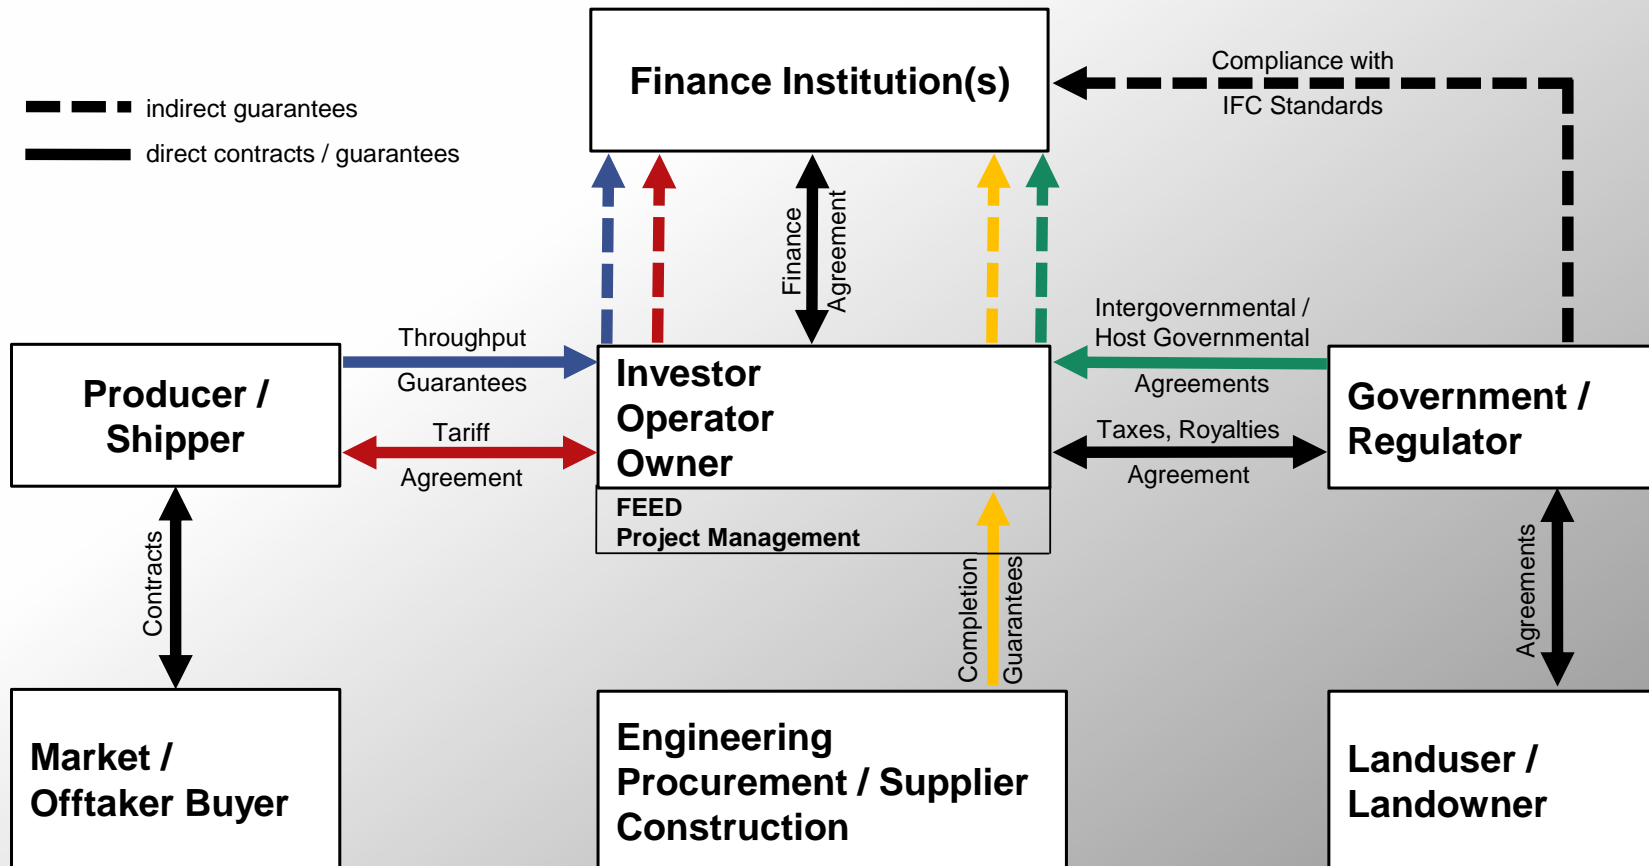 Finance Institution(s)
Compliance with
IFC Standards
indirect guarantees
direct contracts / guarantees
Finance
Agreement
Throughput
Guarantees
Intergovernmental /
Host Governmental
Agreements
Producer /
Shipper
Investor
Operator
Owner
Government /
Regulator
Tariff
Agreement
Taxes, Royalties
Agreement
FEED
Project Management
Contracts
Completion
Guarantees
Agreements
Market /
Offtaker Buyer
Engineering
Procurement / Supplier
Construction
Landuser /
Landowner